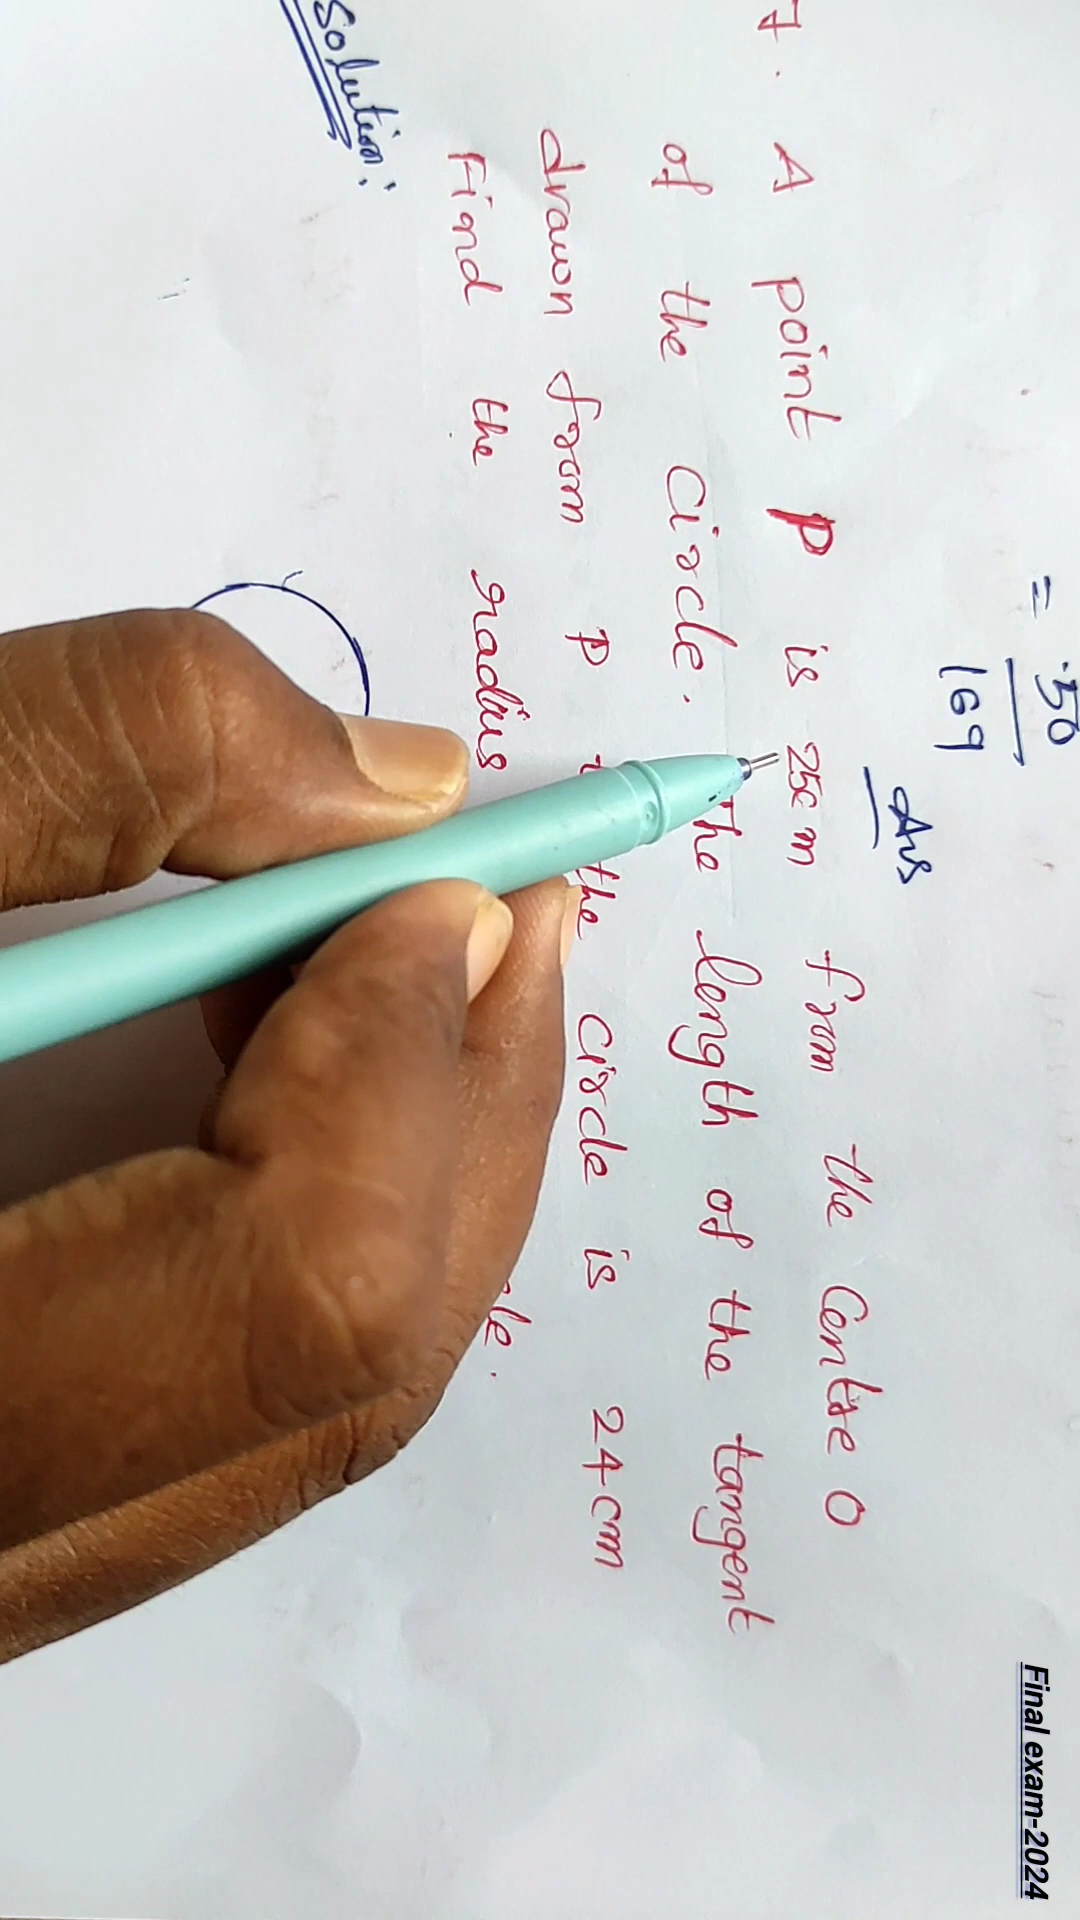 = 50
169
Ans
7. A point P is 25cm from the Centre O
of the Circle. The length of the tangent
drawn from P the circle is 24cm
Find the radius
Solution:
Final exam-2024